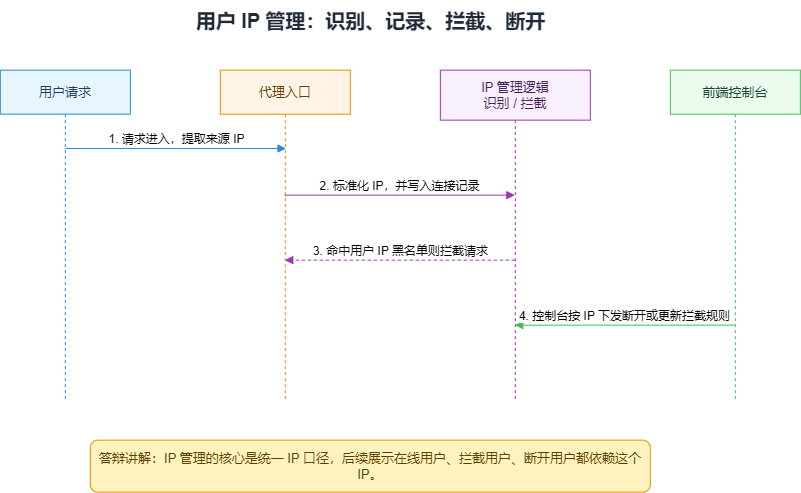 用户 IP 管理：识别、记录、拦截、断开
用户请求
代理入口
IP 管理逻辑
识别 / 拦截
前端控制台
1. 请求进入，提取来源 IP
2. 标准化 IP，并写入连接记录
3. 命中用户 IP 黑名单则拦截请求
4. 控制台按 IP 下发断开或更新拦截规则
答辩讲解：IP 管理的核心是统一 IP 口径，后续展示在线用户、拦截用户、断开用户都依赖这个
IP。